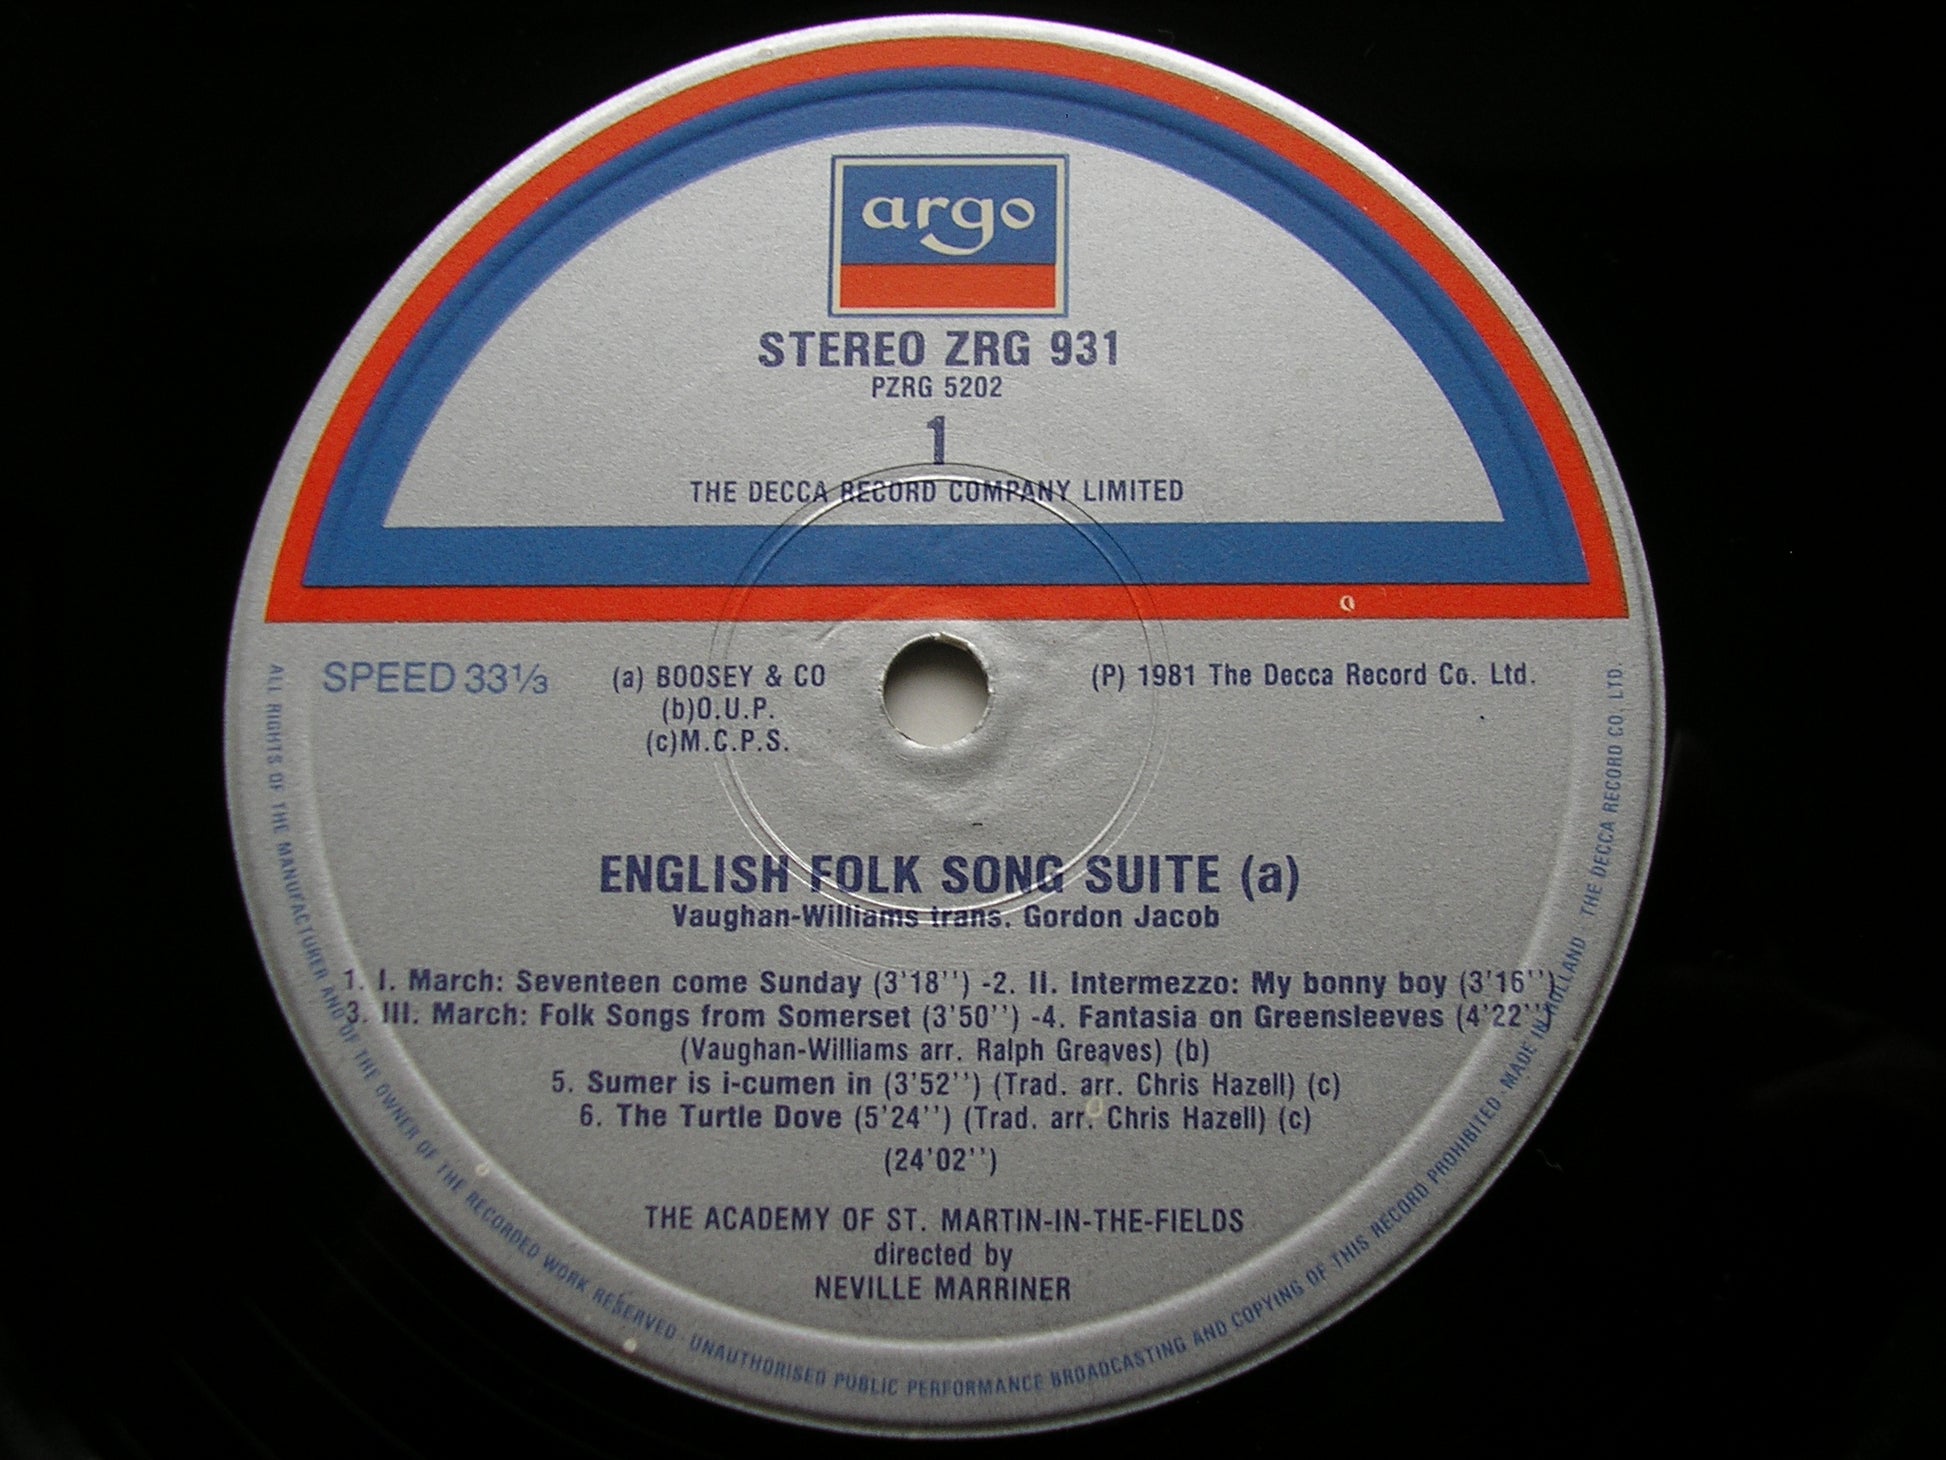 argo
STEREO ZRG 931
PZRG 5202
1
THE DECCA RECORD COMPANY LIMITED
SPEED 33⅓
(a) BOOSEY & CO
(b)O.U.P.
(c)M.C.P.S.
(P) 1981 The Decca Record Co. Ltd.
ENGLISH FOLK SONG SUITE (a)
Vaughan-Williams trans. Gordon Jacob
1. I. March: Seventeen come Sunday (3'18'') -2. II. Intermezzo: My bonny boy (3'16'')
3. III. March: Folk Songs from Somerset (3'50'') -4. Fantasia on Greensleeves (4'22'')
(Vaughan-Williams arr. Ralph Greaves) (b)
5. Sumer is i-cumen in (3'52'') (Trad. arr. Chris Hazell) (c)
6. The Turtle Dove (5'24'') (Trad. arr. Chris Hazell) (c)
(24'02'')
THE ACADEMY OF ST. MARTIN-IN-THE-FIELDS
directed by
NEVILLE MARRINER
ALL RIGHTS OF THE MANUFACTURER AND OF THE OWNER OF THE RECORDED WORK RESERVED · UNAUTHORISED PUBLIC PERFORMANCE BROADCASTING AND COPYING OF THIS RECORD PROHIBITED · MADE IN HOLLAND · THE DECCA RECORD CO, LTD.